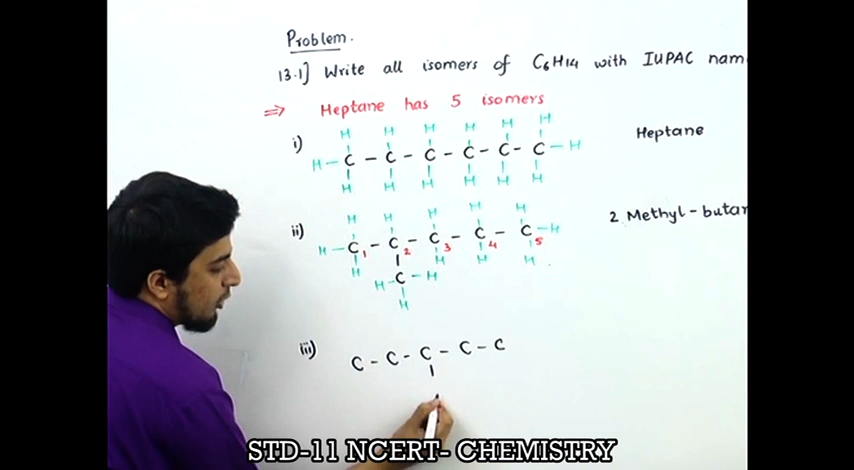 Problem.
13.1] Write all isomers of C6H14 with IUPAC nam
⇒ Heptane has 5 isomers
H H H H H H
i) H-C-C-C-C-C-C-H Heptane
H H H H H H
H H H H H
ii) H-C1-C2-C3-C4-C5-H 2 Methyl-butan
H H H H
H-C-H
H
iii) C-C-C-C-C
STD-11 NCERT- CHEMISTRY